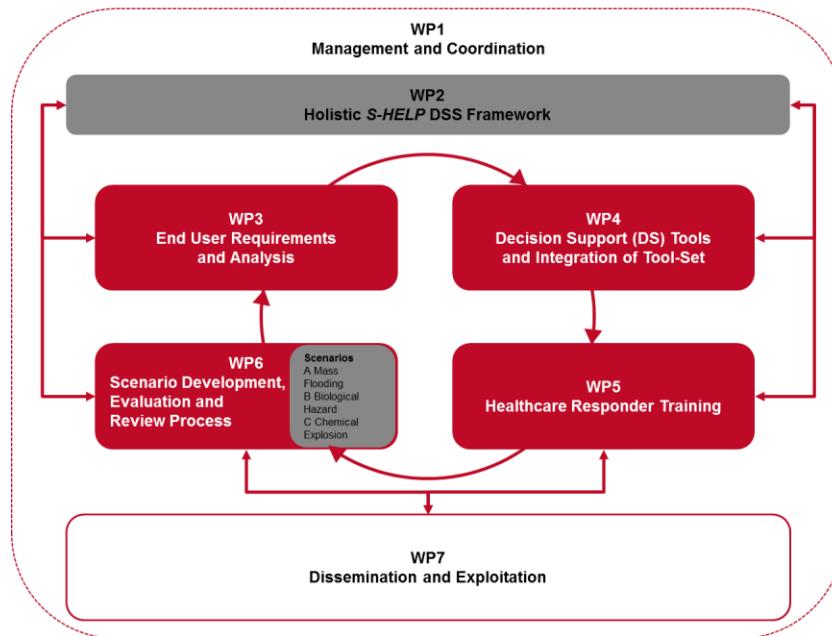 WP1
Management and Coordination
WP2
Holistic S-HELP DSS Framework
WP3
End User Requirements
and Analysis
WP4
Decision Support (DS) Tools
and Integration of Tool-Set
WP6
Scenario Development,
Evaluation and
Review Process
Scenarios
A Mass
Flooding
B Biological
Hazard
C Chemical
Explosion
WP5
Healthcare Responder Training
WP7
Dissemination and Exploitation